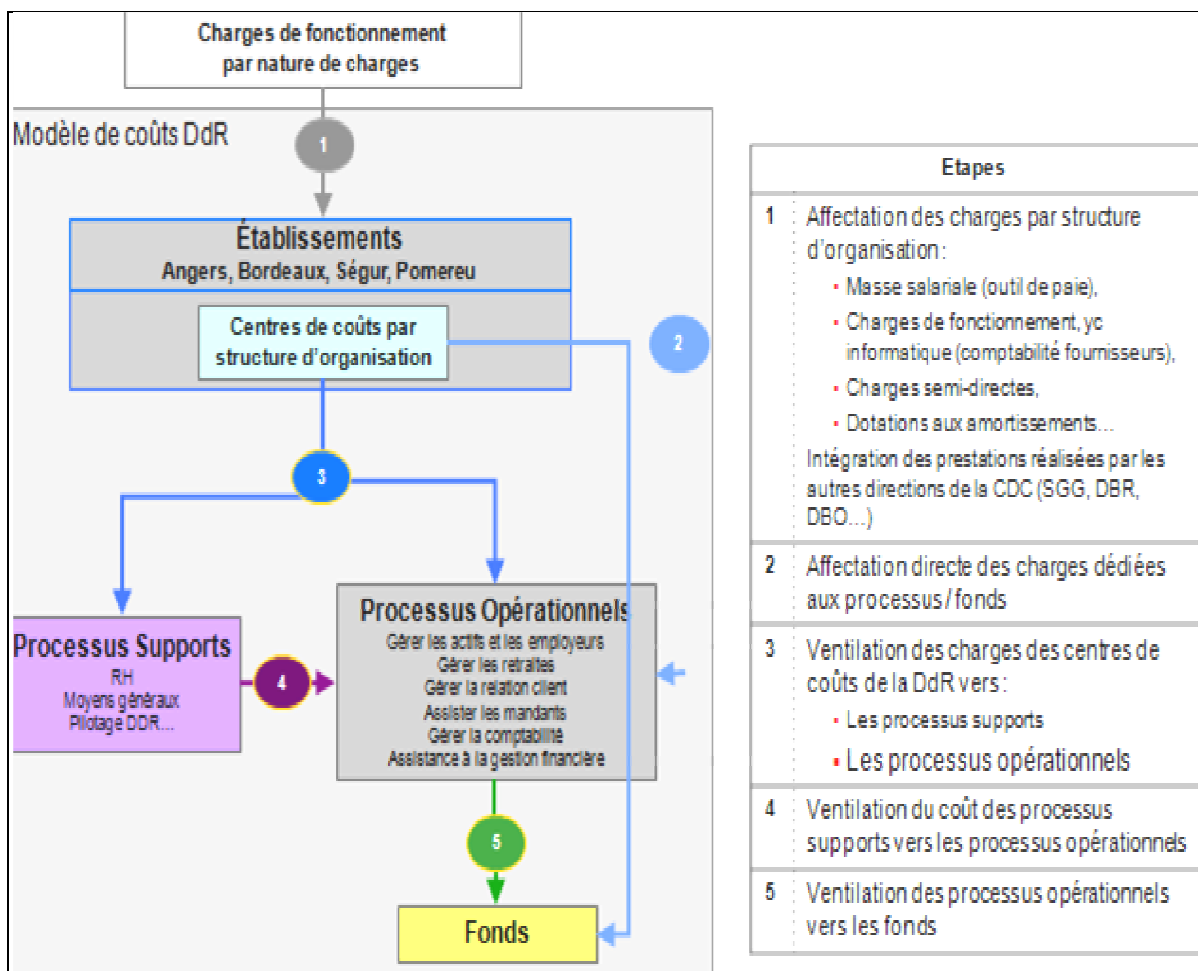 Charges de fonctionnement
par nature de charges
Modèle de coûts DdR
1
Établissements
Angers, Bordeaux, Ségur, Pomereu
Centres de coûts par
structure d'organisation
2
3
Processus Supports
RH
Moyens généraux
Pilotage DDR...
4
Processus Opérationnels
Gérer les actifs et les employeurs
Gérer les retraites
Gérer la relation client
Assister les mandants
Gérer la comptabilité
Assistance à la gestion financière
5
Fonds
Etapes
1 Affectation des charges par structure
d'organisation :
▪ Masse salariale (outil de paie),
▪ Charges de fonctionnement, yc
informatique (comptabilité fournisseurs),
▪ Charges semi-directes,
▪ Dotations aux amortissements...
Intégration des prestations réalisées par les
autres directions de la CDC (SGG, DBR,
DBO...)
2 Affectation directe des charges dédiées
aux processus / fonds
3 Ventilation des charges des centres de
coûts de la DdR vers :
▪ Les processus supports
▪ Les processus opérationnels
4 Ventilation du coût des processus
supports vers les processus opérationnels
5 Ventilation des processus opérationnels
vers les fonds